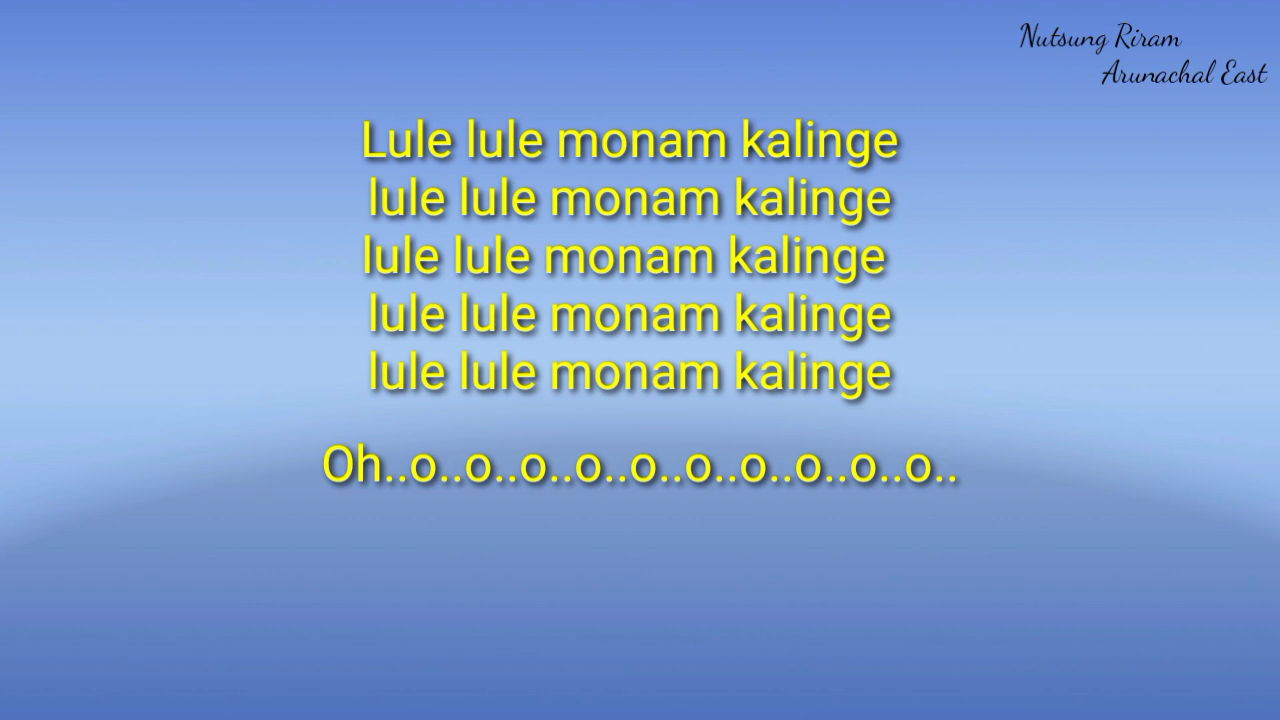 Nutsung Riram
Arunachal East
Lule lule monam kalinge
lule lule monam kalinge
lule lule monam kalinge
lule lule monam kalinge
lule lule monam kalinge
Oh..o..o..o..o..o..o..o..o..o..o..